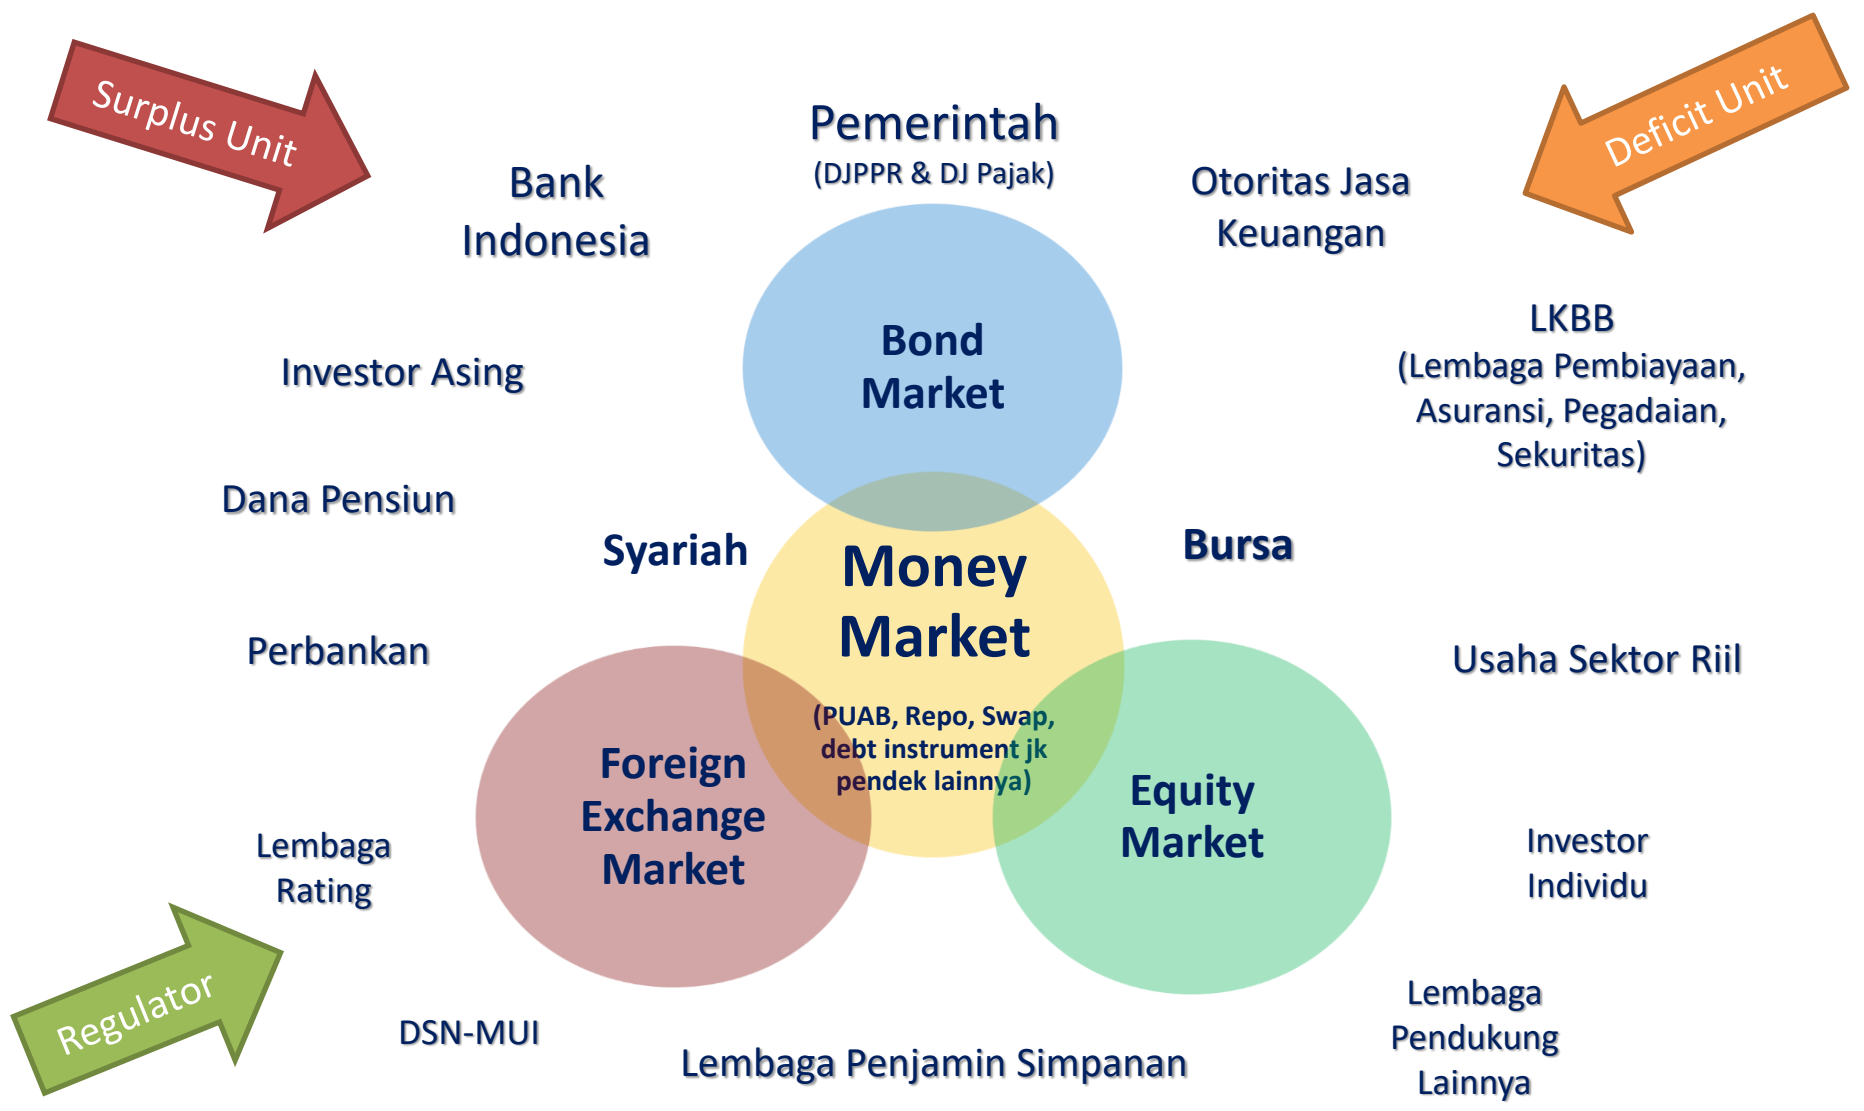 Surplus Unit
Deficit Unit
Pemerintah
(DJPPR & DJ Pajak)
Bank
Indonesia
Otoritas Jasa
Keuangan
Investor Asing
Bond
Market
LKBB
(Lembaga Pembiayaan,
Asuransi, Pegadaian,
Sekuritas)
Dana Pensiun
Syariah
Money
Market
(PUAB, Repo, Swap,
debt instrument jk
pendek lainnya)
Bursa
Perbankan
Usaha Sektor Riil
Foreign
Exchange
Market
Equity
Market
Lembaga
Rating
Investor
Individu
Regulator
DSN-MUI
Lembaga Penjamin Simpanan
Lembaga
Pendukung
Lainnya